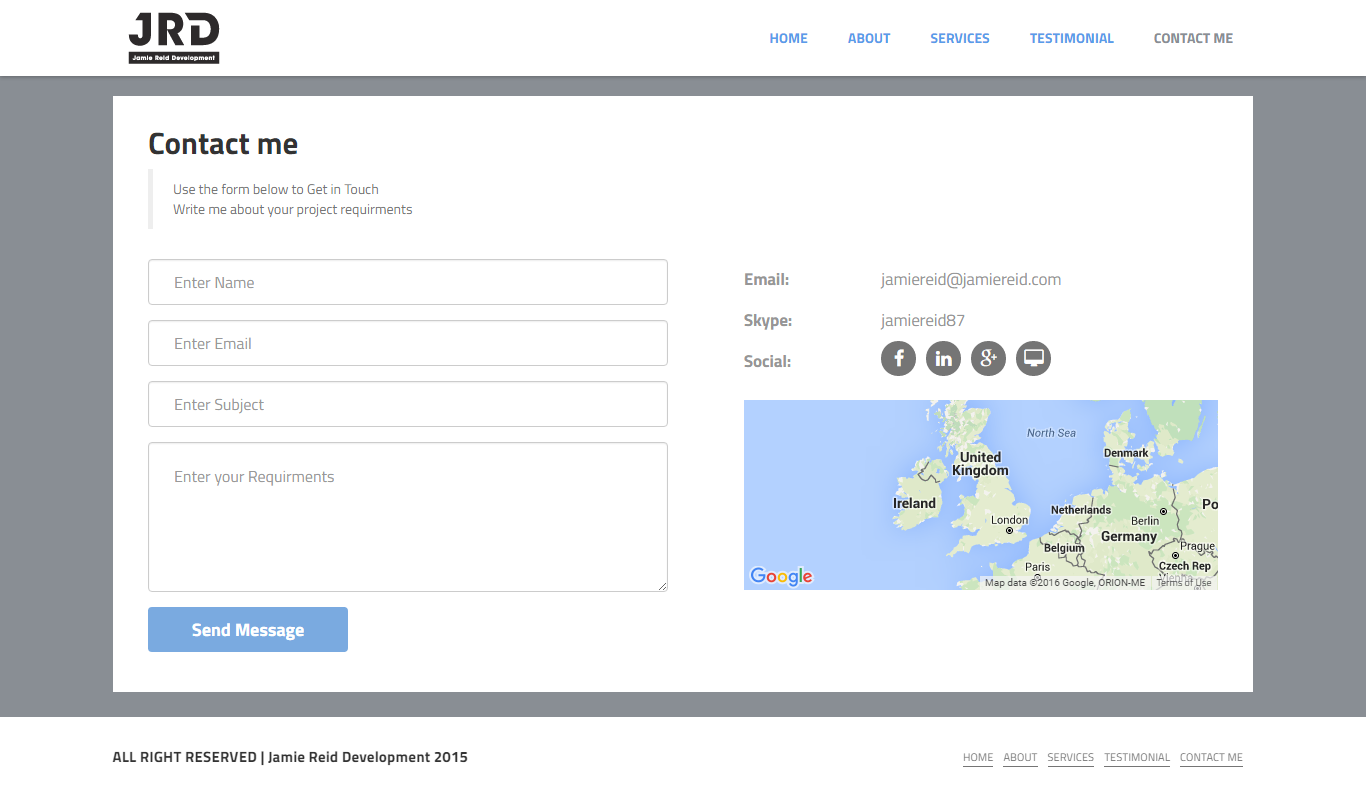 JRD
Jamie Reid Development
HOME ABOUT SERVICES TESTIMONIAL CONTACT ME
Contact me
Use the form below to Get in Touch
Write me about your project requirments
Enter Name
Enter Email
Enter Subject
Enter your Requirments
Send Message
Email: jamiereid@jamiereid.com
Skype: jamiereid87
Social: f in g+
North Sea
Denmark
United
Kingdom
Ireland
Netherlands
London
Berlin
Po
Germany
Belgium
Prague
Paris
Czech Rep
Vienna
Google
Map data ©2016 Google, ORION-ME Terms of Use
ALL RIGHT RESERVED | Jamie Reid Development 2015
HOME ABOUT SERVICES TESTIMONIAL CONTACT ME